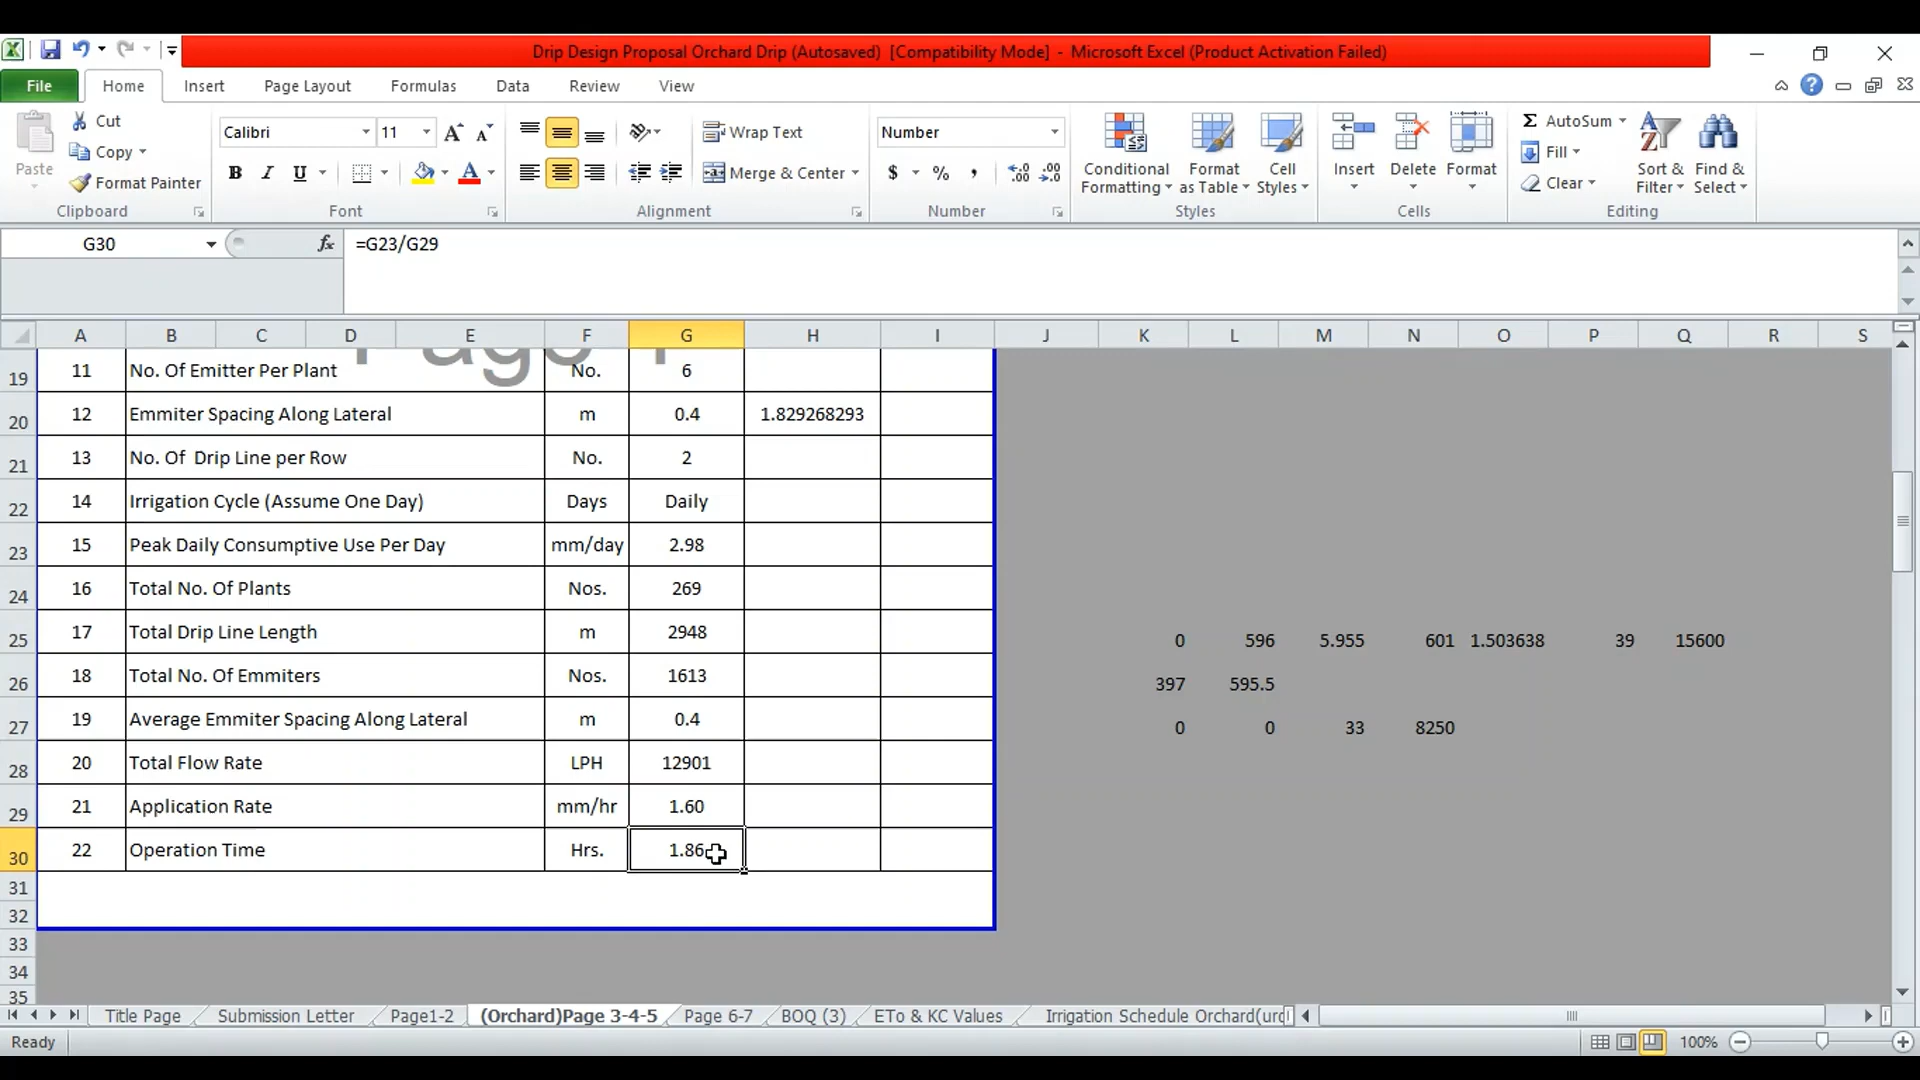 Drip Design Proposal Orchard Drip (Autosaved) [Compatibility Mode] - Microsoft Excel (Product Activation Failed)
File Home Insert Page Layout Formulas Data Review View
Paste
Cut
Copy
Format Painter
Clipboard
Calibri 11
B I U
Font
Wrap Text
Merge & Center
Alignment
Number
$ % ,
Number
Conditional Formatting
Format as Table
Cell Styles
Styles
Insert Delete Format
Cells
AutoSum
Fill
Clear
Sort & Filter
Find & Select
Editing
G30 fx =G23/G29
A B C D E F G H I J K L M N O P Q R S
19 11 No. Of Emitter Per Plant No. 6
20 12 Emmiter Spacing Along Lateral m 0.4 1.829268293
21 13 No. Of Drip Line per Row No. 2
22 14 Irrigation Cycle (Assume One Day) Days Daily
23 15 Peak Daily Consumptive Use Per Day mm/day 2.98
24 16 Total No. Of Plants Nos. 269
25 17 Total Drip Line Length m 2948 0 596 5.955 601 1.503638 39 15600
26 18 Total No. Of Emmiters Nos. 1613 397 595.5
27 19 Average Emmiter Spacing Along Lateral m 0.4 0 0 33 8250
28 20 Total Flow Rate LPH 12901
29 21 Application Rate mm/hr 1.60
30 22 Operation Time Hrs. 1.86
31
32
33
34
35
Title Page Submission Letter Page1-2 (Orchard)Page 3-4-5 Page 6-7 BOQ (3) ETo & KC Values Irrigation Schedule Orchard(urd
Ready 100%